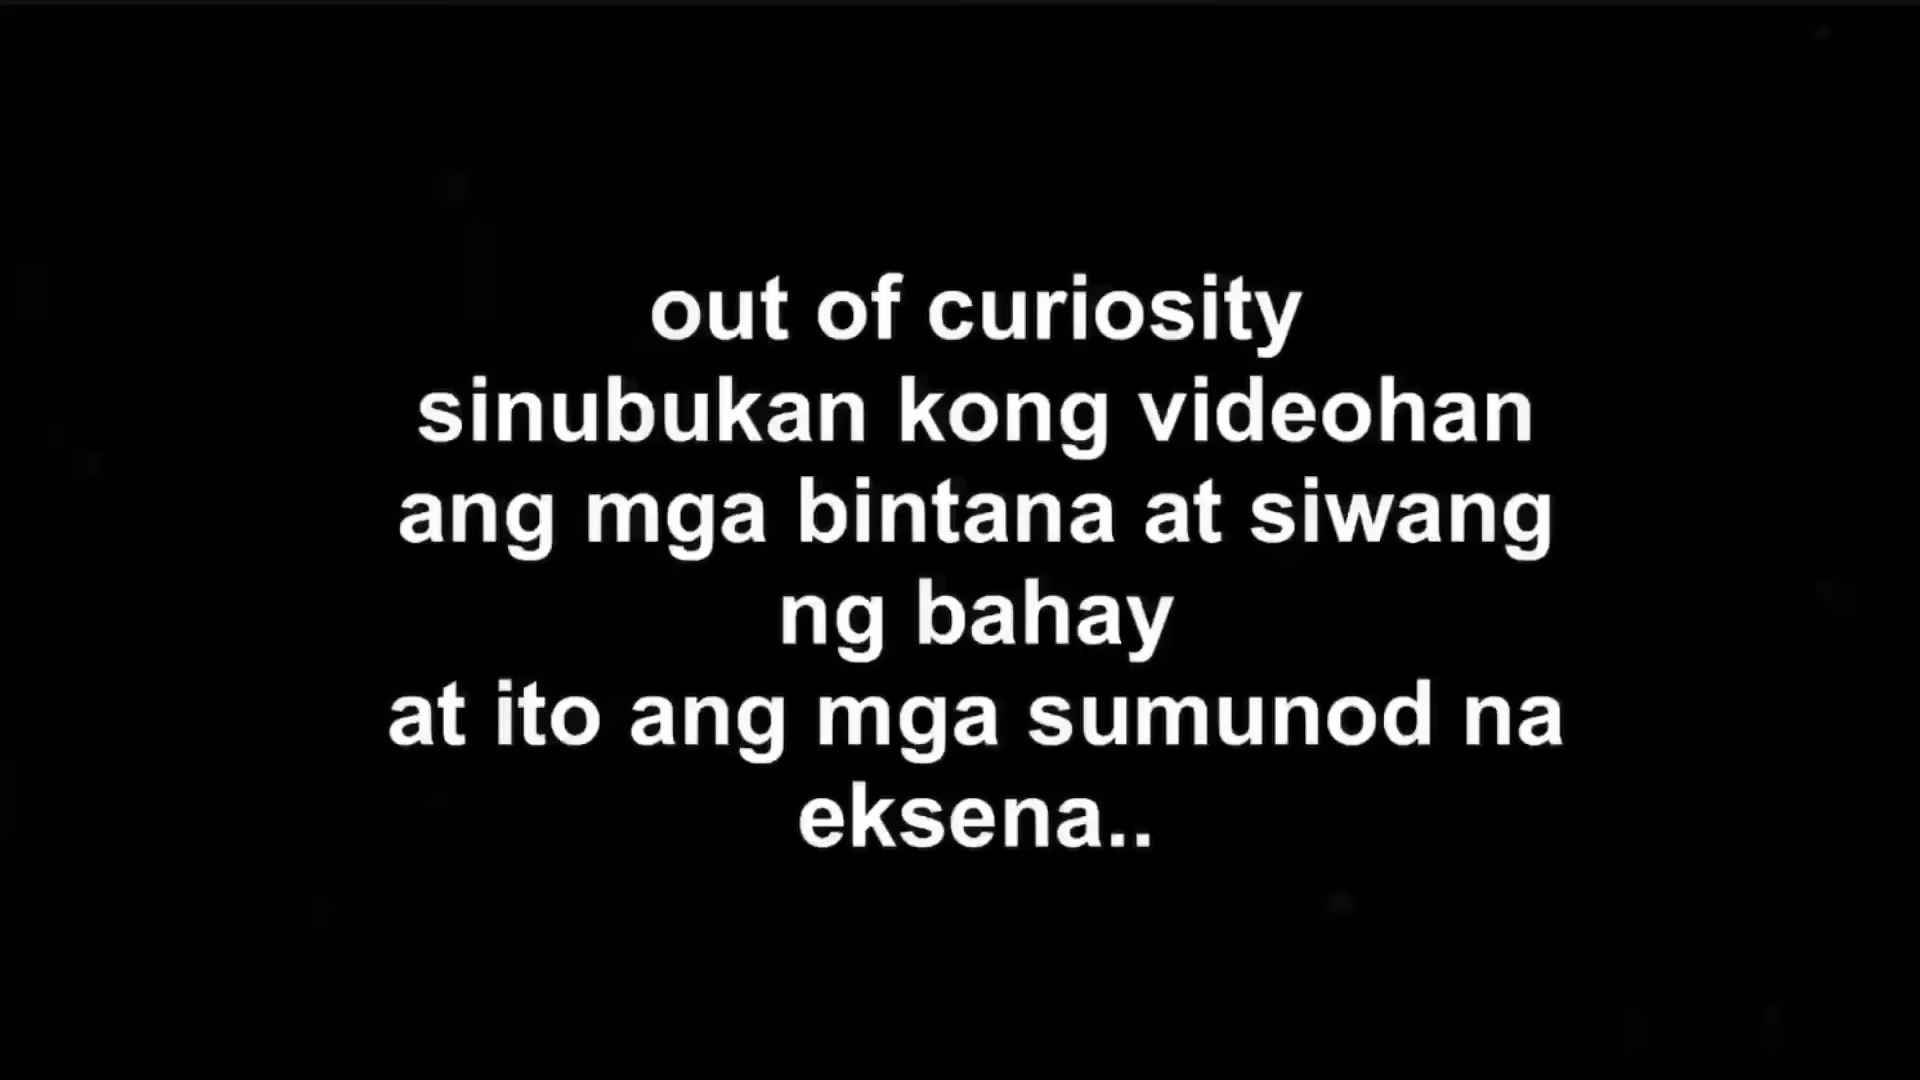 out of curiosity
sinubukan kong videohan
ang mga bintana at siwang
ng bahay
at ito ang mga sumunod na
eksena..